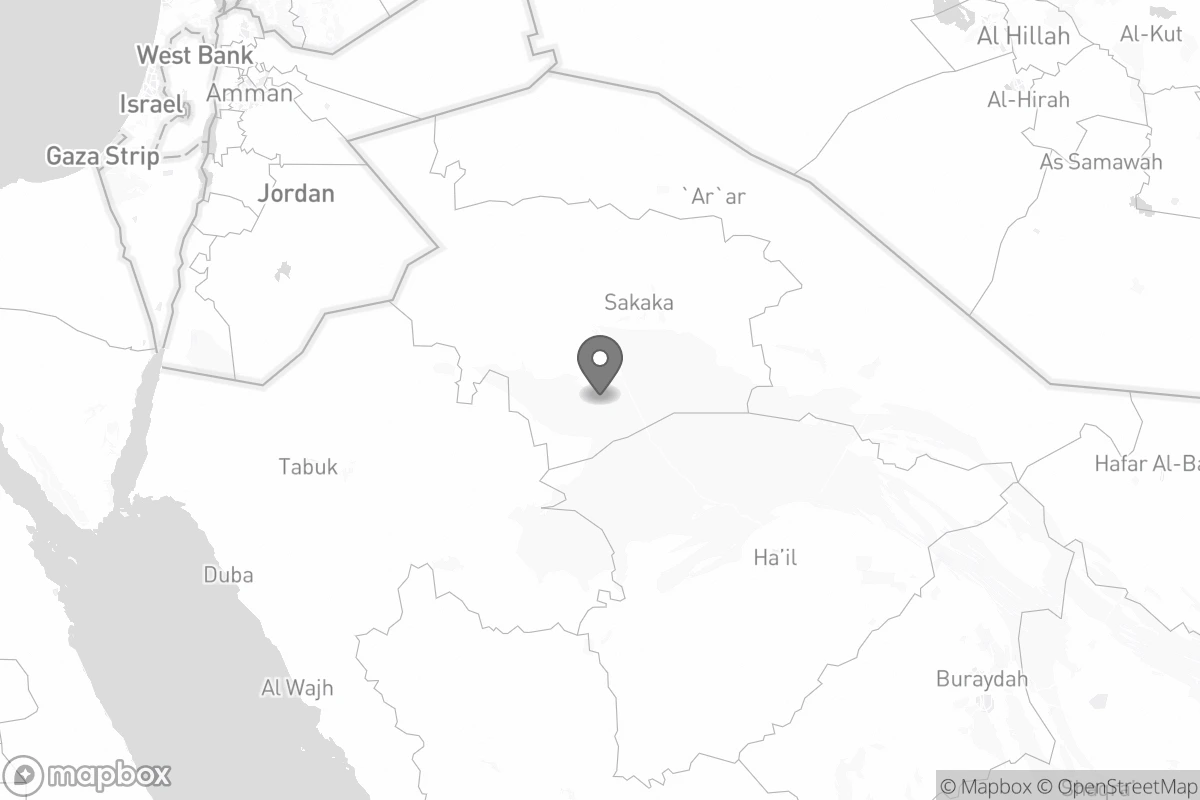 Al Hillah
Al-Kut
West Bank
Amman
Israel
Al-Hirah
Gaza Strip
As Samawah
Jordan
`Ar`ar
Sakaka
Tabuk
Hafar Al-Ba
Ha'il
Duba
Buraydah
Al Wajh
mapbox
© Mapbox © OpenStreetMap